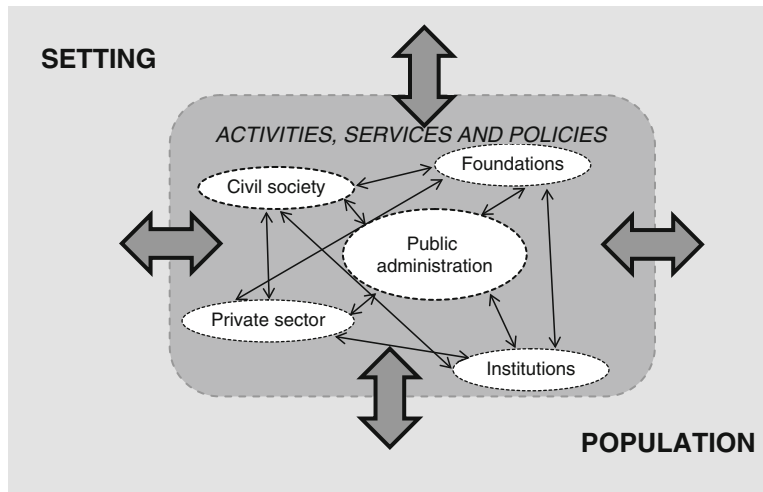 SETTING
ACTIVITIES, SERVICES AND POLICIES
Foundations
Civil society
Public
administration
Private sector
Institutions
POPULATION